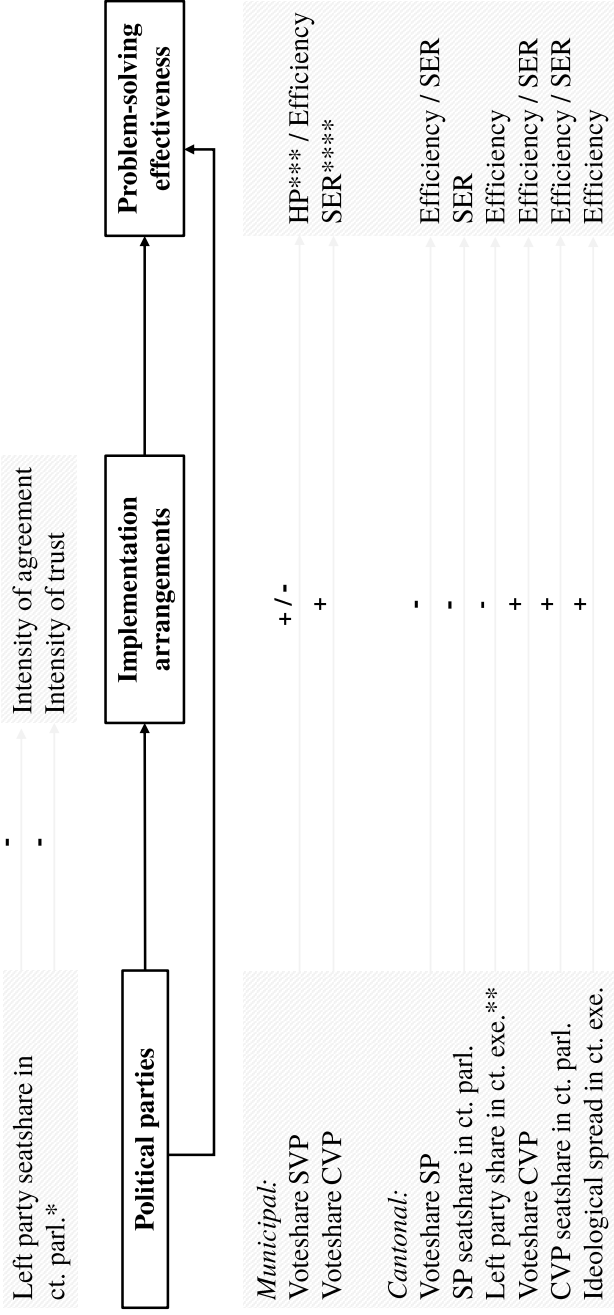 Left party seatshare in
ct. parl.*
-
-
Intensity of agreement
Intensity of trust
Political parties
Implementation
arrangements
Problem-solving
effectiveness
Municipal:
Voteshare SVP
+/-
HP*** / Efficiency
Voteshare CVP
+
SER****
Cantonal:
Voteshare SP
-
Efficiency / SER
SP seatshare in ct. parl.
-
SER
Left party share in ct. exe.**
-
Efficiency
Voteshare CVP
+
Efficiency / SER
CVP seatshare in ct. parl.
+
Efficiency / SER
Ideological spread in ct. exe.
+
Efficiency